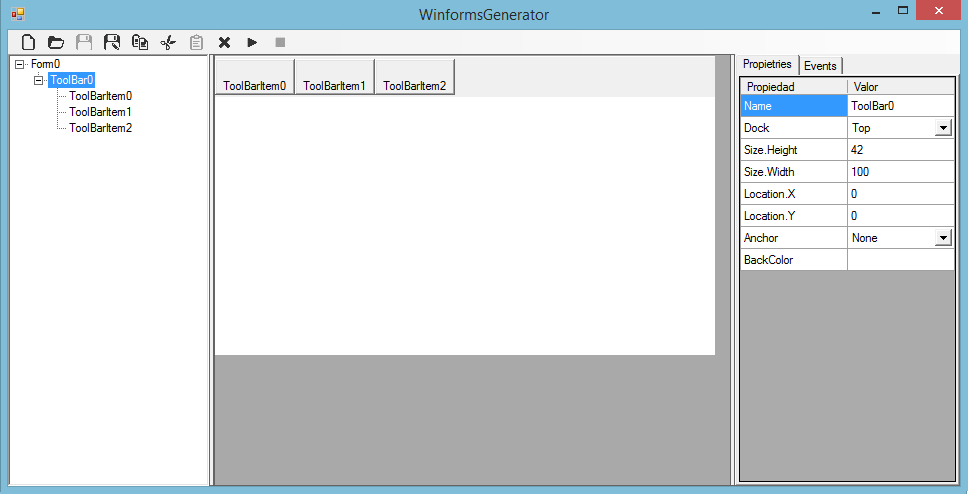 WinformsGenerator
Form0
ToolBar0
ToolBarItem0
ToolBarItem1
ToolBarItem2
ToolBarItem0 ToolBarItem1 ToolBarItem2
Propietries Events
Propiedad Valor
Name ToolBar0
Dock Top
Size.Height 42
Size.Width 100
Location.X 0
Location.Y 0
Anchor None
BackColor